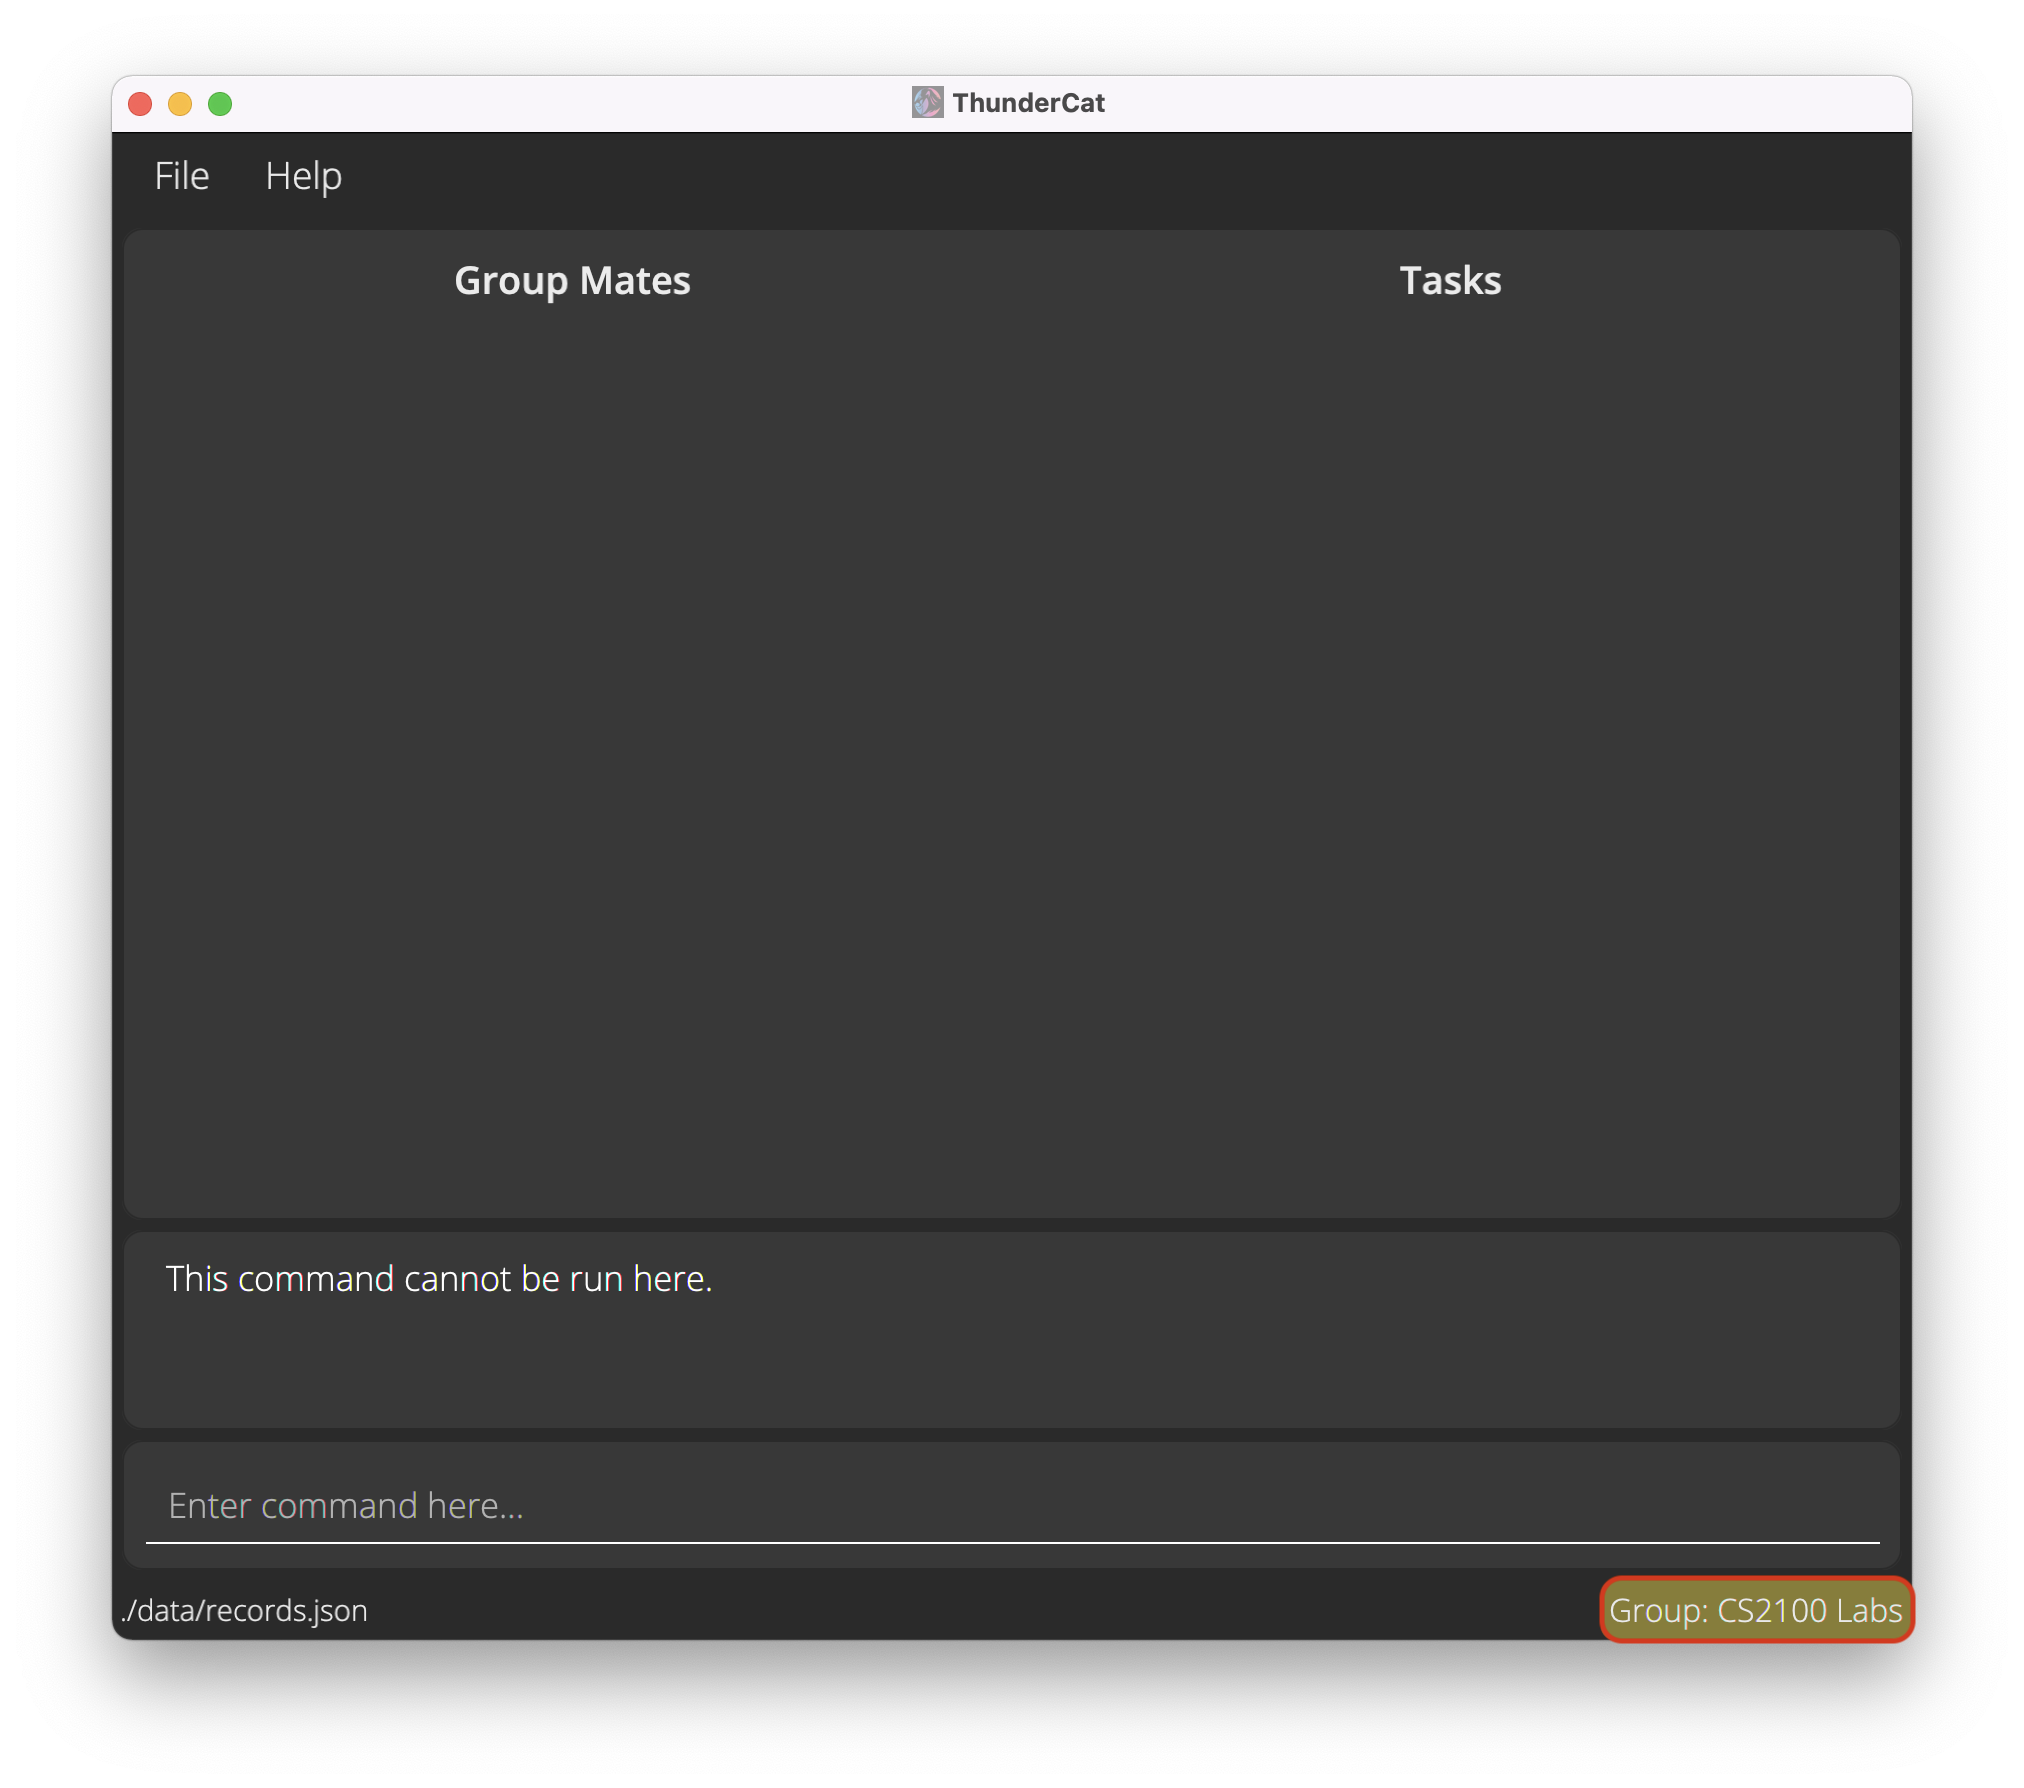 ThunderCat
File Help
Group Mates Tasks
This command cannot be run here.
Enter command here...
./data/records.json Group: CS2100 Labs